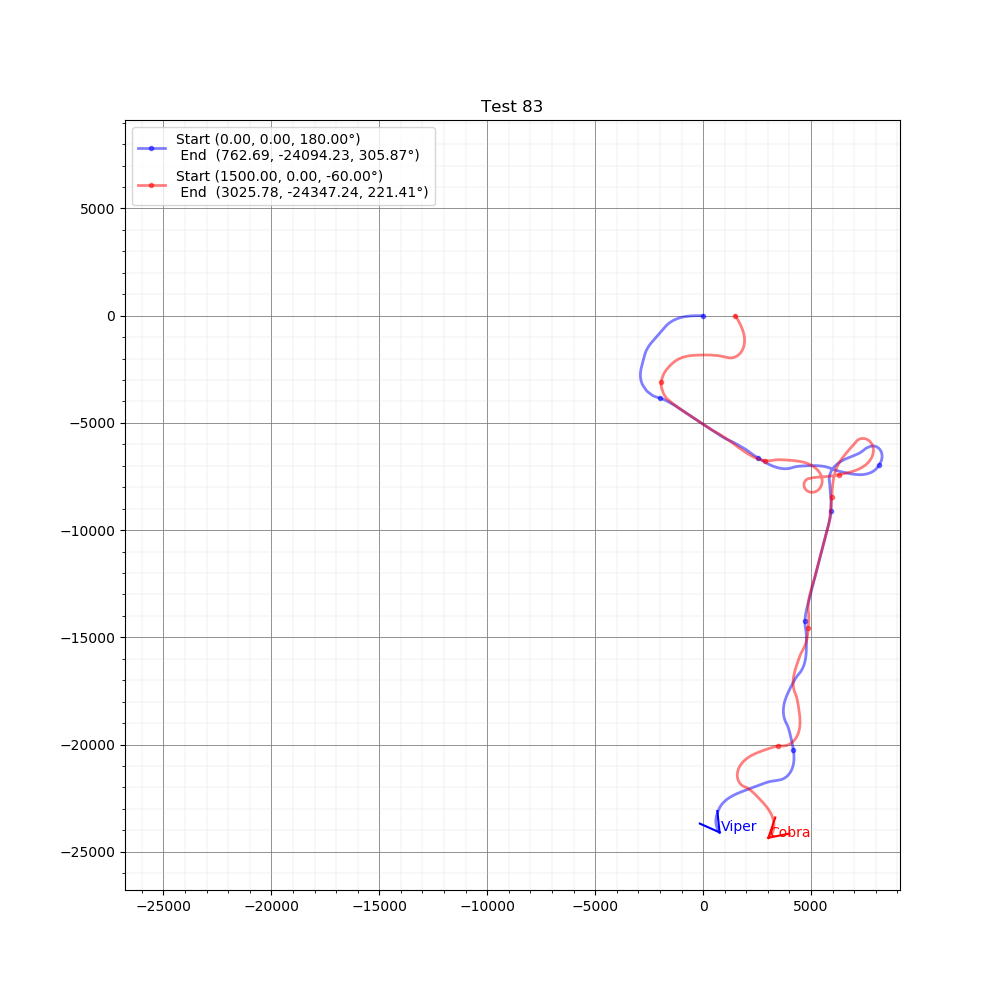 Test 83
Start (0.00, 0.00, 180.00°)
End (762.69, -24094.23, 305.87°)
Start (1500.00, 0.00, -60.00°)
End (3025.78, -24347.24, 221.41°)
5000
0
−5000
−10000
−15000
−20000
−25000
Viper
Cobra
−25000 −20000 −15000 −10000 −5000 0 5000